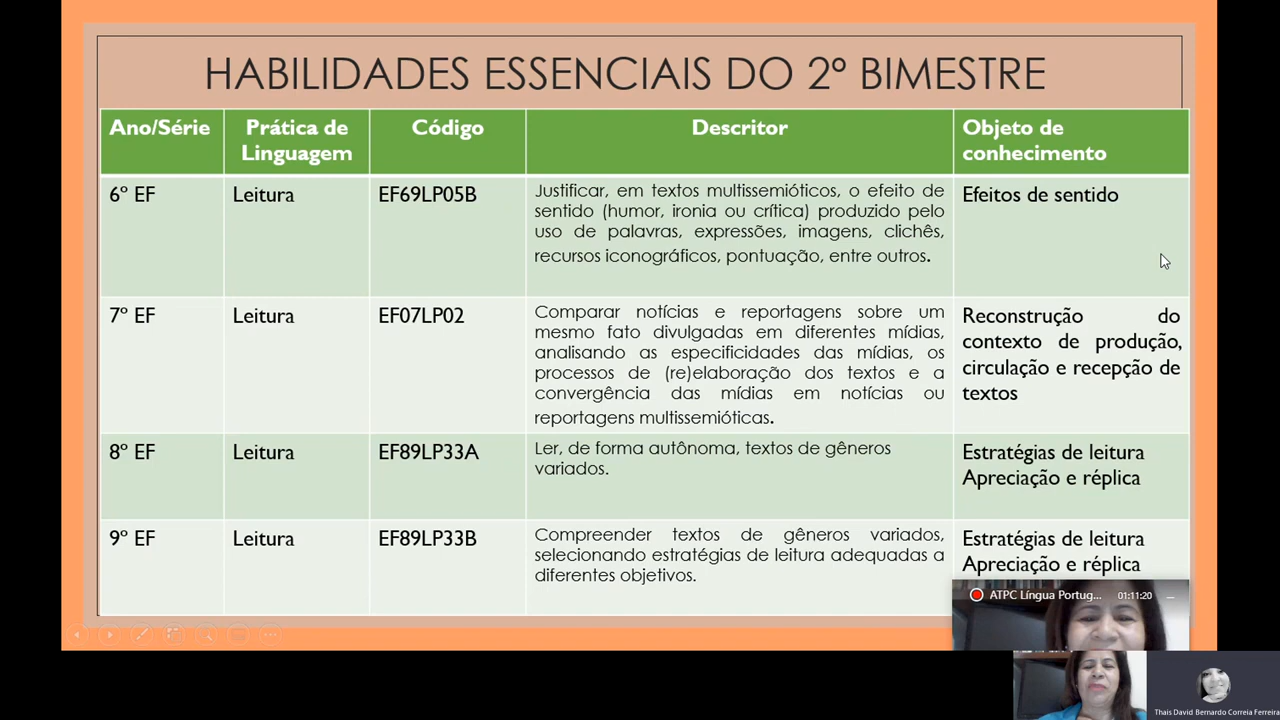 HABILIDADES ESSENCIAIS DO 2º BIMESTRE
Ano/Série
Prática de
Linguagem
Código
Descritor
Objeto de
conhecimento
6º EF
Leitura
EF69LP05B
Justificar, em textos multissemióticos, o efeito de
sentido (humor, ironia ou crítica) produzido pelo
uso de palavras, expressões, imagens, clichês,
recursos iconográficos, pontuação, entre outros.
Efeitos de sentido
7º EF
Leitura
EF07LP02
Comparar notícias e reportagens sobre um
mesmo fato divulgadas em diferentes mídias,
analisando as especificidades das mídias, os
processos de (re)elaboração dos textos e a
convergência das mídias em notícias ou
reportagens multissemióticas.
Reconstrução do
contexto de produção,
circulação e recepção de
textos
8º EF
Leitura
EF89LP33A
Ler, de forma autônoma, textos de gêneros
variados.
Estratégias de leitura
Apreciação e réplica
9º EF
Leitura
EF89LP33B
Compreender textos de gêneros variados,
selecionando estratégias de leitura adequadas a
diferentes objetivos.
Estratégias de leitura
Apreciação e réplica
ATPC Língua Portug...
01:11:20
Thais David Bernardo Correia Ferreira